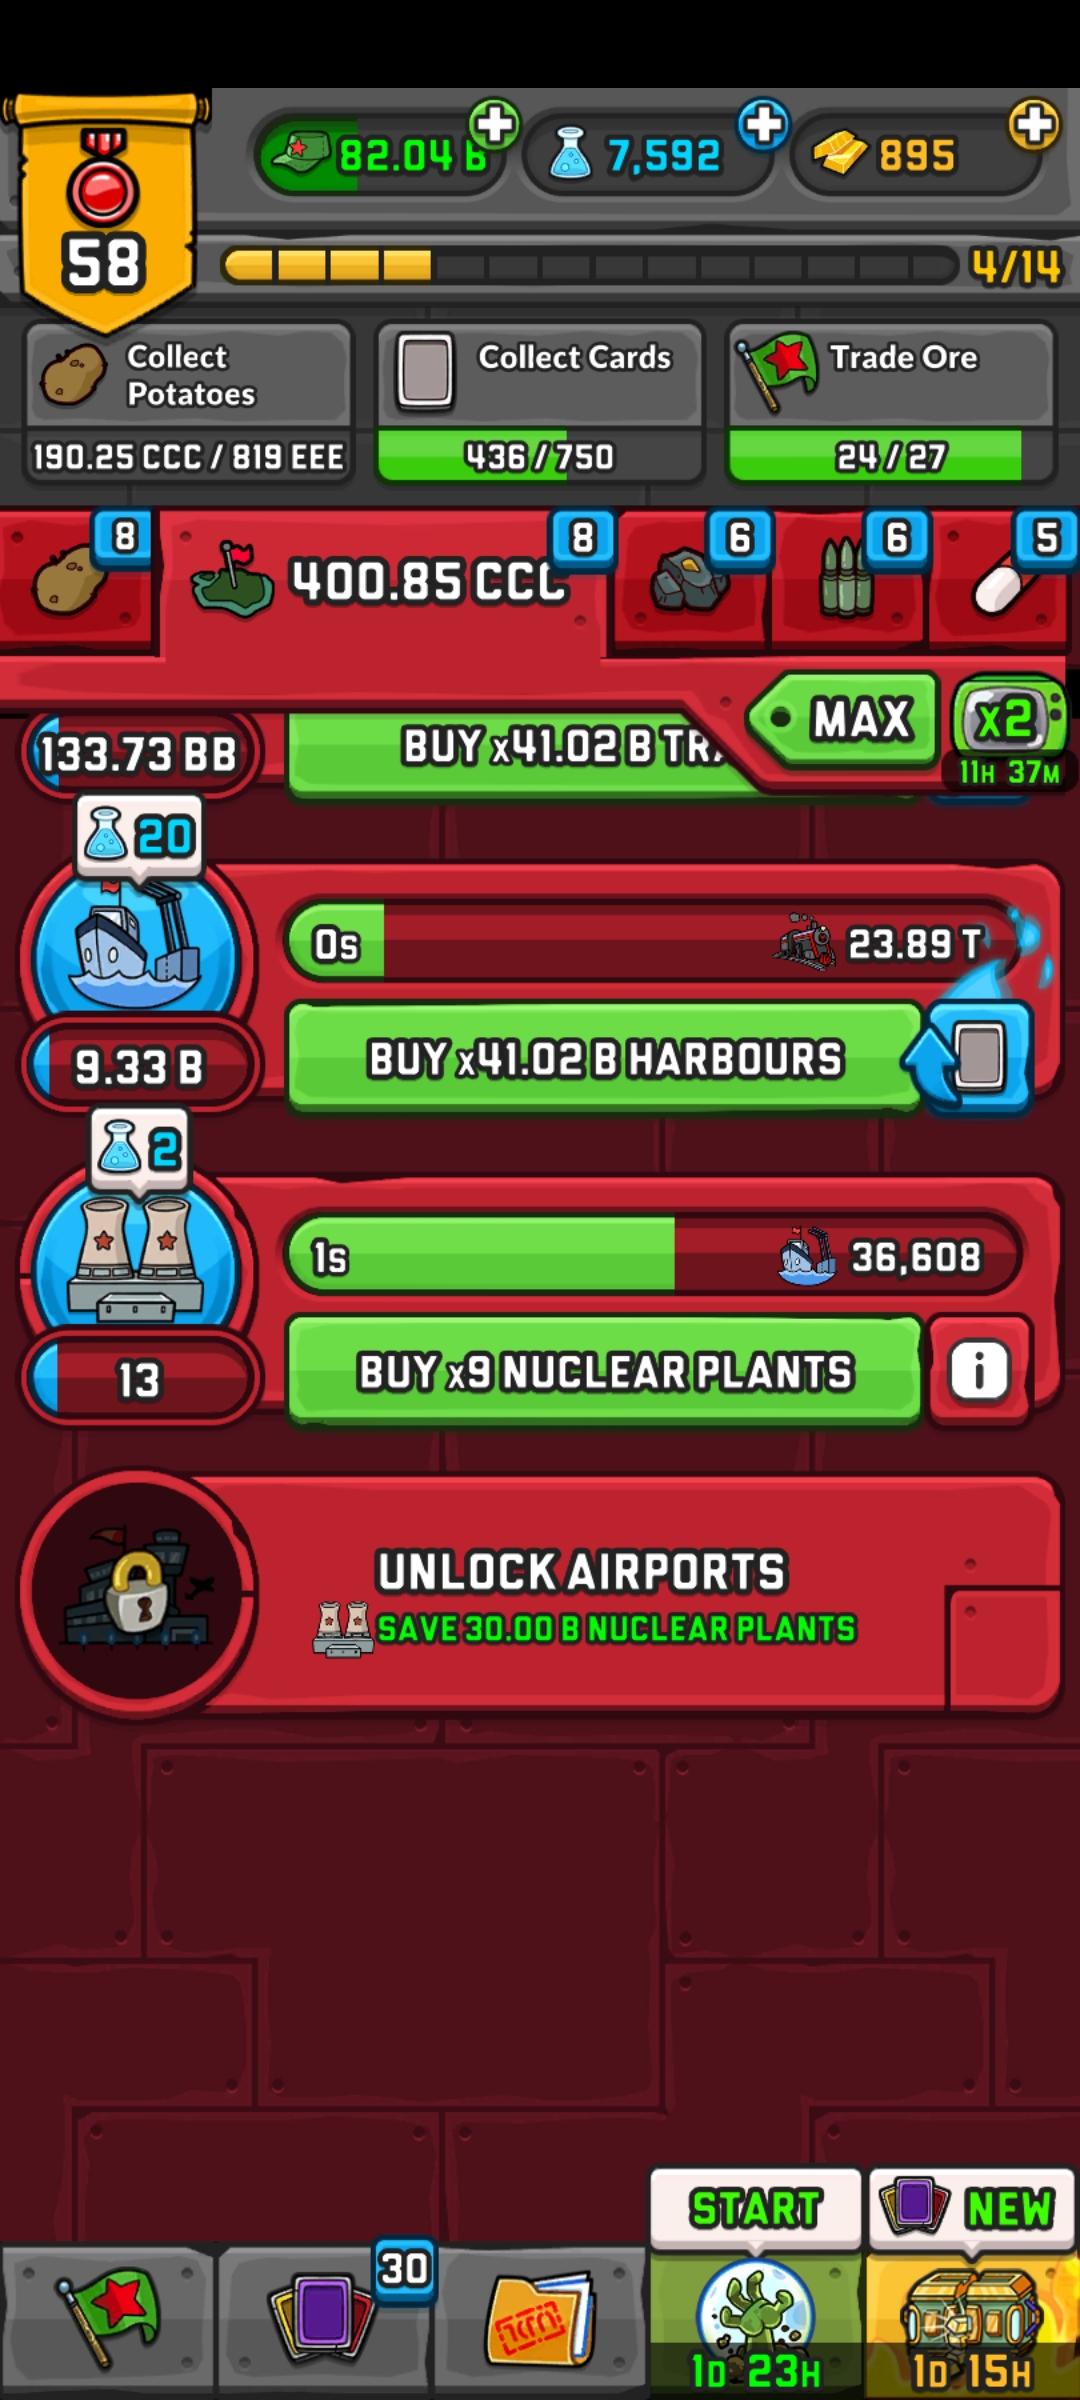 82.04 B
7,592
895
58
4/14
Collect Potatoes
190.25 CCC / 819 EEE
Collect Cards
436 / 750
Trade Ore
24 / 27
8
400.85 CCC
8
6
6
5
MAX
x2
11H 37M
133.73 BB
BUY x41.02 B
20
0s
23.89 T
9.33 B
BUY x41.02 B HARBOURS
2
1s
36,608
13
BUY x9 NUCLEAR PLANTS
i
UNLOCK AIRPORTS
SAVE 30.00 B NUCLEAR PLANTS
START
NEW
30
1D 23H
1D 15H